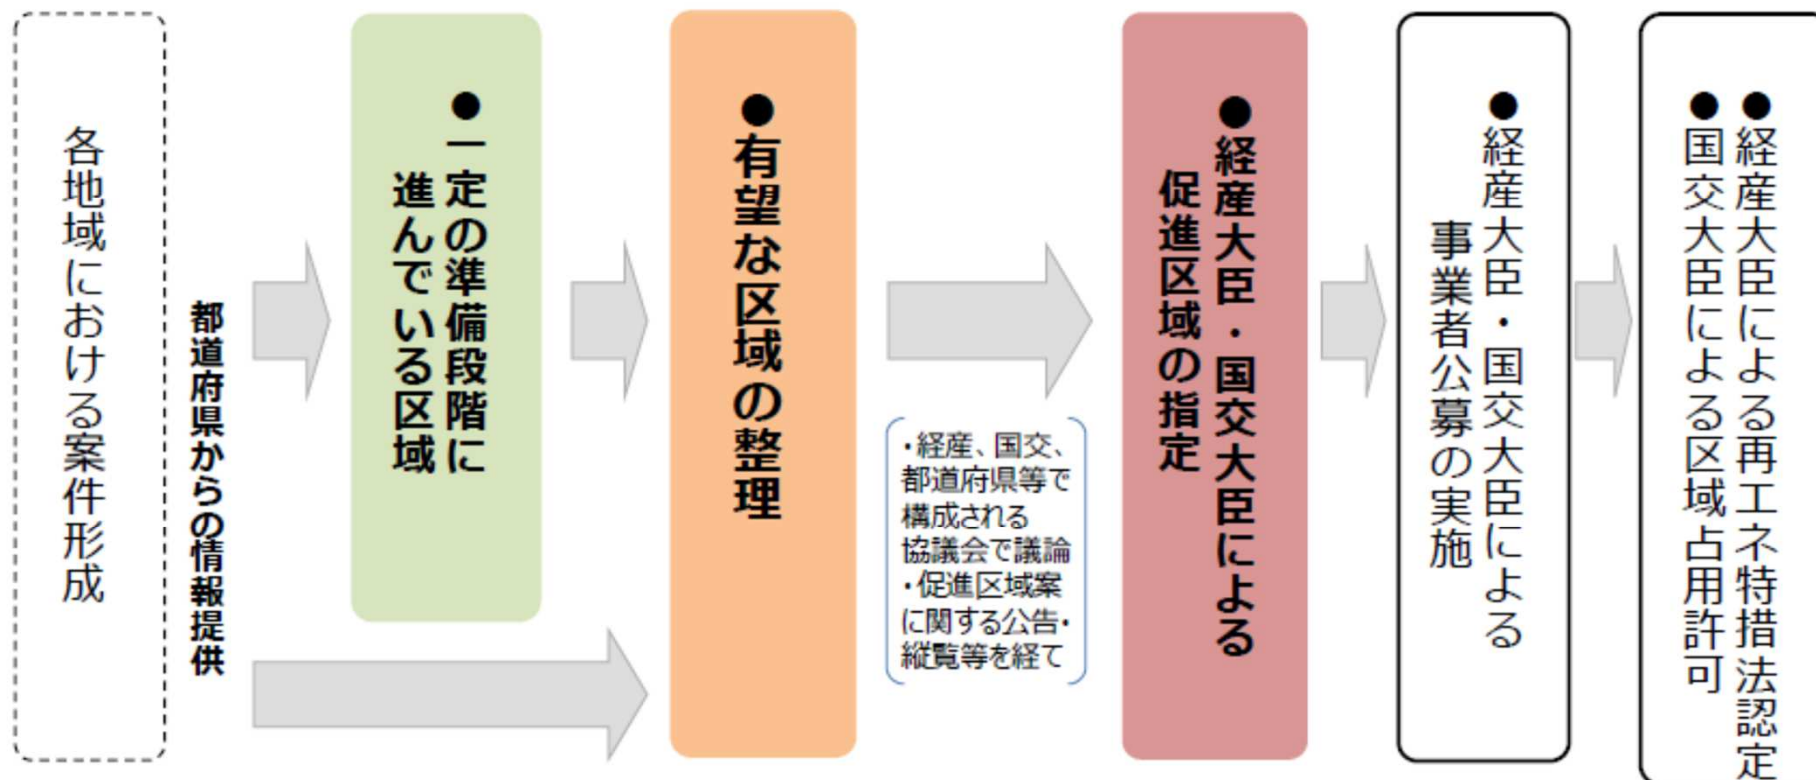 各地域における案件形成
都道府県からの情報提供
●一定の準備段階に
進んでいる区域
●有望な区域の整理
・経産、国交、
都道府県等で
構成される
協議会で議論
・促進区域案
に関する公告・
縦覧等を経て
●経産大臣・国交大臣による
促進区域の指定
●経産大臣・国交大臣による
事業者公募の実施
●経産大臣による再エネ特措法認定
●国交大臣による区域占用許可